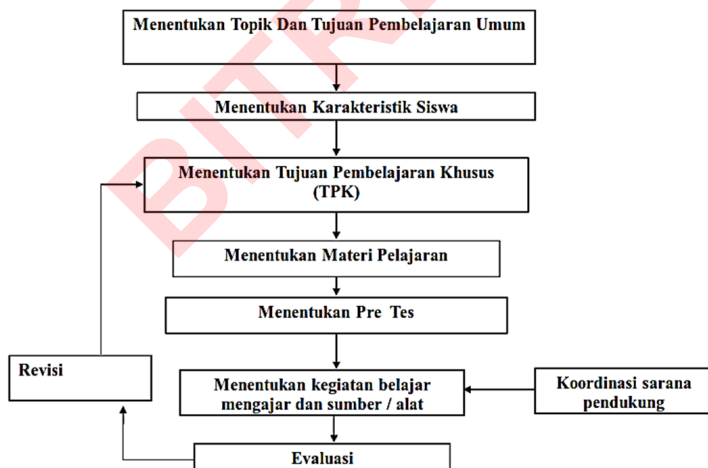 Menentukan Topik Dan Tujuan Pembelajaran Umum
Menentukan Karakteristik Siswa
Menentukan Tujuan Pembelajaran Khusus
(TPK)
Menentukan Materi Pelajaran
Menentukan Pre Tes
Revisi
Menentukan kegiatan belajar
mengajar dan sumber / alat
Koordinasi sarana
pendukung
Evaluasi